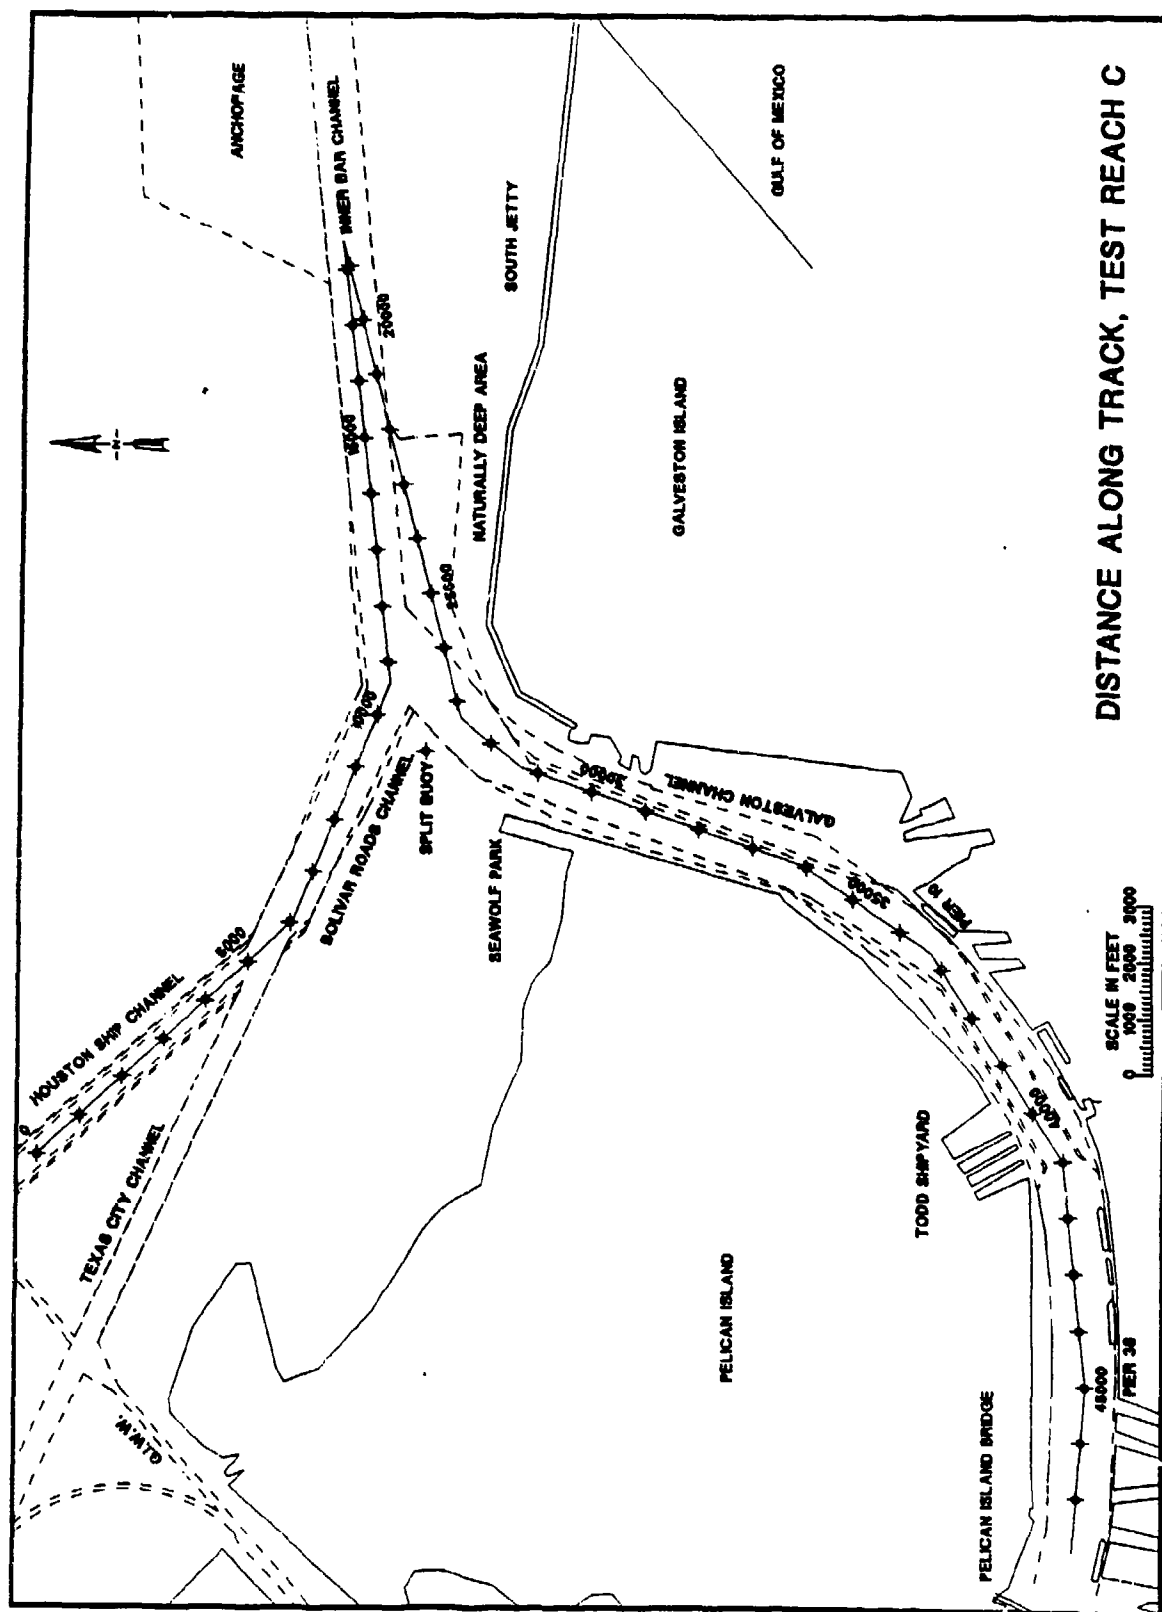 ANCHOPAGE
INNER BAR CHANNEL
GULF OF MEXICO
SOUTH JETTY
20000
N
15000
NATURALLY DEEP AREA
GALVESTON ISLAND
25000
10000
BOLIVAR ROADS CHANNEL
SPLIT BUOY
30000
GALVESTON CHANNEL
SEAWOLF PARK
5000
HOUSTON SHIP CHANNEL
0
TEXAS CITY CHANNEL
35000
PIER 10
40000
TODD SHIPYARD
PELICAN ISLAND
G.I.W.W.
45000
PIER 36
PELICAN ISLAND BRIDGE
SCALE IN FEET
0 1000 2000 3000
DISTANCE ALONG TRACK, TEST REACH C